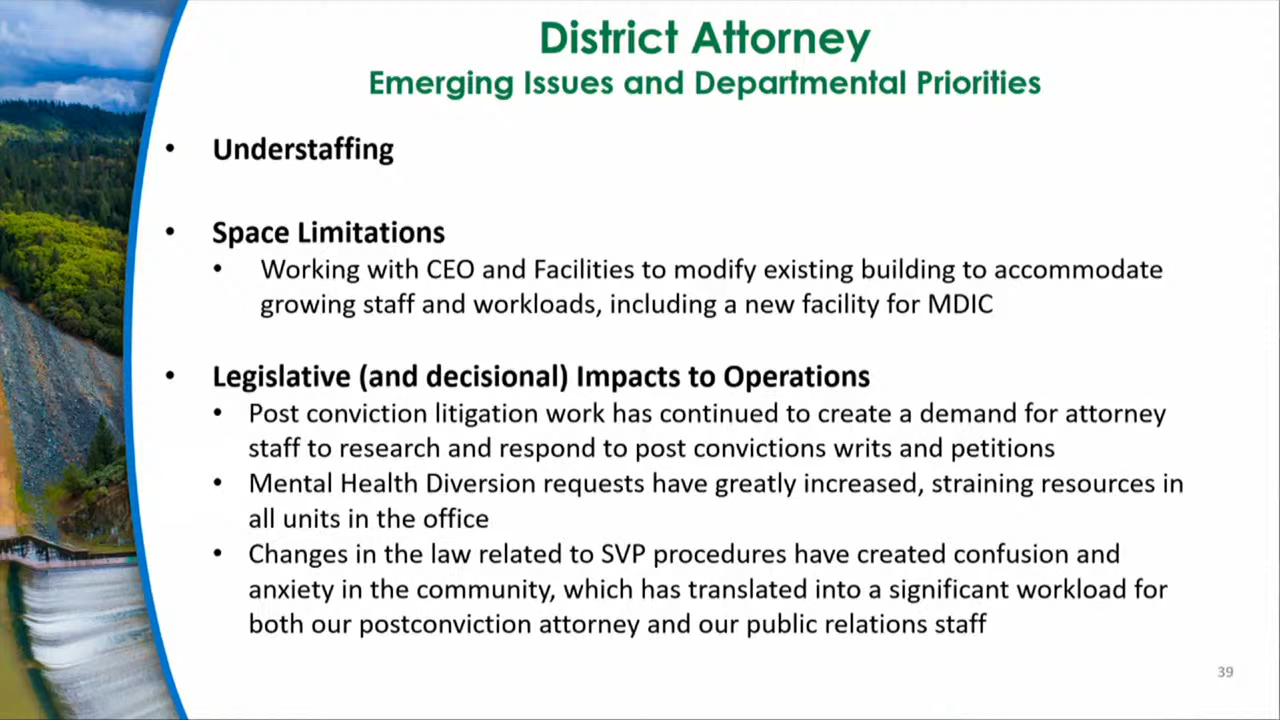 District Attorney
Emerging Issues and Departmental Priorities
• Understaffing
• Space Limitations
• Working with CEO and Facilities to modify existing building to accommodate
growing staff and workloads, including a new facility for MDIC
• Legislative (and decisional) Impacts to Operations
• Post conviction litigation work has continued to create a demand for attorney
staff to research and respond to post convictions writs and petitions
• Mental Health Diversion requests have greatly increased, straining resources in
all units in the office
• Changes in the law related to SVP procedures have created confusion and
anxiety in the community, which has translated into a significant workload for
both our postconviction attorney and our public relations staff
39